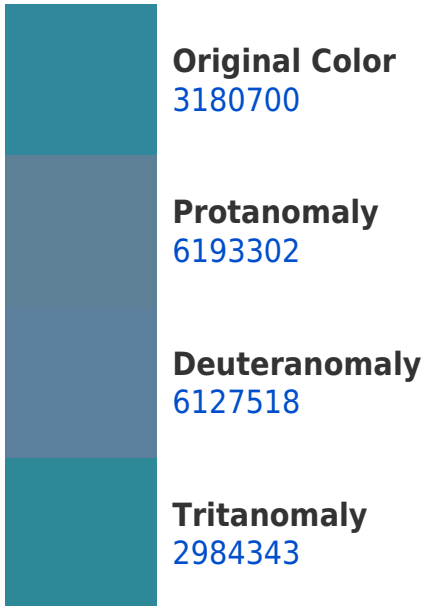 Original Color
3180700
Protanomaly
6193302
Deuteranomaly
6127518
Tritanomaly
2984343